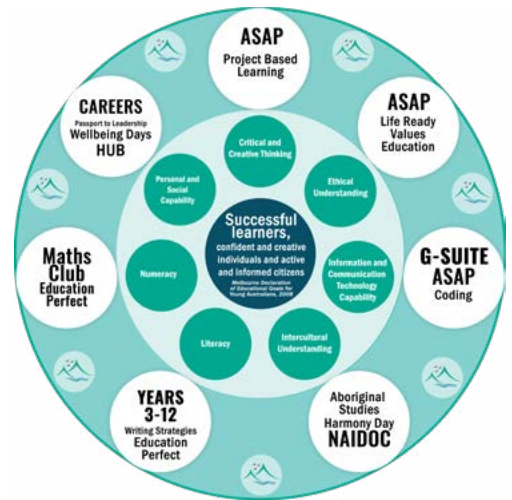 ASAP
Project Based
Learning
ASAP
Life Ready
Values
Education
G-SUITE
ASAP
Coding
Aboriginal
Studies
Harmony Day
NAIDOC
YEARS
3-12
Writing Strategies
Education
Perfect
Maths
Club
Education
Perfect
CAREERS
Passport to Leadership
Wellbeing Days
HUB
Critical and
Creative Thinking
Ethical
Understanding
Information and
Communication
Technology
Capability
Intercultural
Understanding
Literacy
Numeracy
Personal and
Social
Capability
Successful
learners,
confident and creative
individuals and active
and informed citizens
Melbourne Declaration
of Educational Goals for
Young Australians, 2008